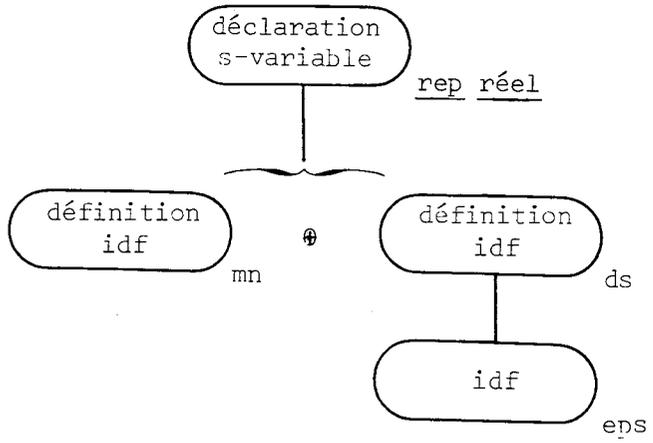 déclaration
s-variable
rep réel
définition
idf
mn
⊕
définition
idf
ds
idf
eps